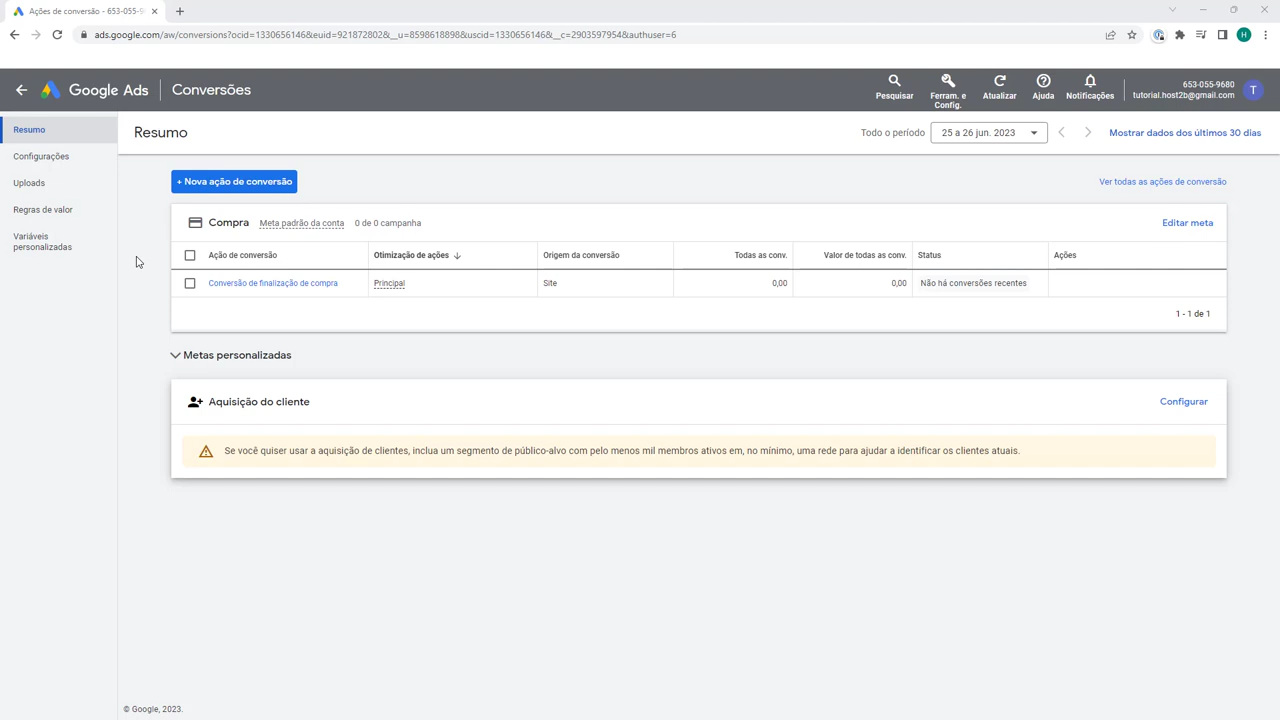 Ações de conversão - 653-055-9
ads.google.com/aw/conversions?ocid=1330656146&euid=921872802&__u=8598618898&uscid=1330656146&__c=2903597954&authuser=6
H
Google Ads
Conversões
Pesquisar
Ferram. e
Config.
Atualizar
Ajuda
Notificações
653-055-9680
tutorial.host2b@gmail.com
T
Resumo
Configurações
Uploads
Regras de valor
Variáveis
personalizadas
Resumo
Todo o período
25 a 26 jun. 2023
Mostrar dados dos últimos 30 dias
+ Nova ação de conversão
Ver todas as ações de conversão
Compra
Meta padrão da conta
0 de 0 campanha
Editar meta
Ação de conversão
Otimização de ações
Origem da conversão
Todas as conv.
Valor de todas as conv.
Status
Ações
Conversão de finalização de compra
Principal
Site
0,00
0,00
Não há conversões recentes
1 - 1 de 1
Metas personalizadas
Aquisição do cliente
Configurar
Se você quiser usar a aquisição de clientes, inclua um segmento de público-alvo com pelo menos mil membros ativos em, no mínimo, uma rede para ajudar a identificar os clientes atuais.
© Google, 2023.